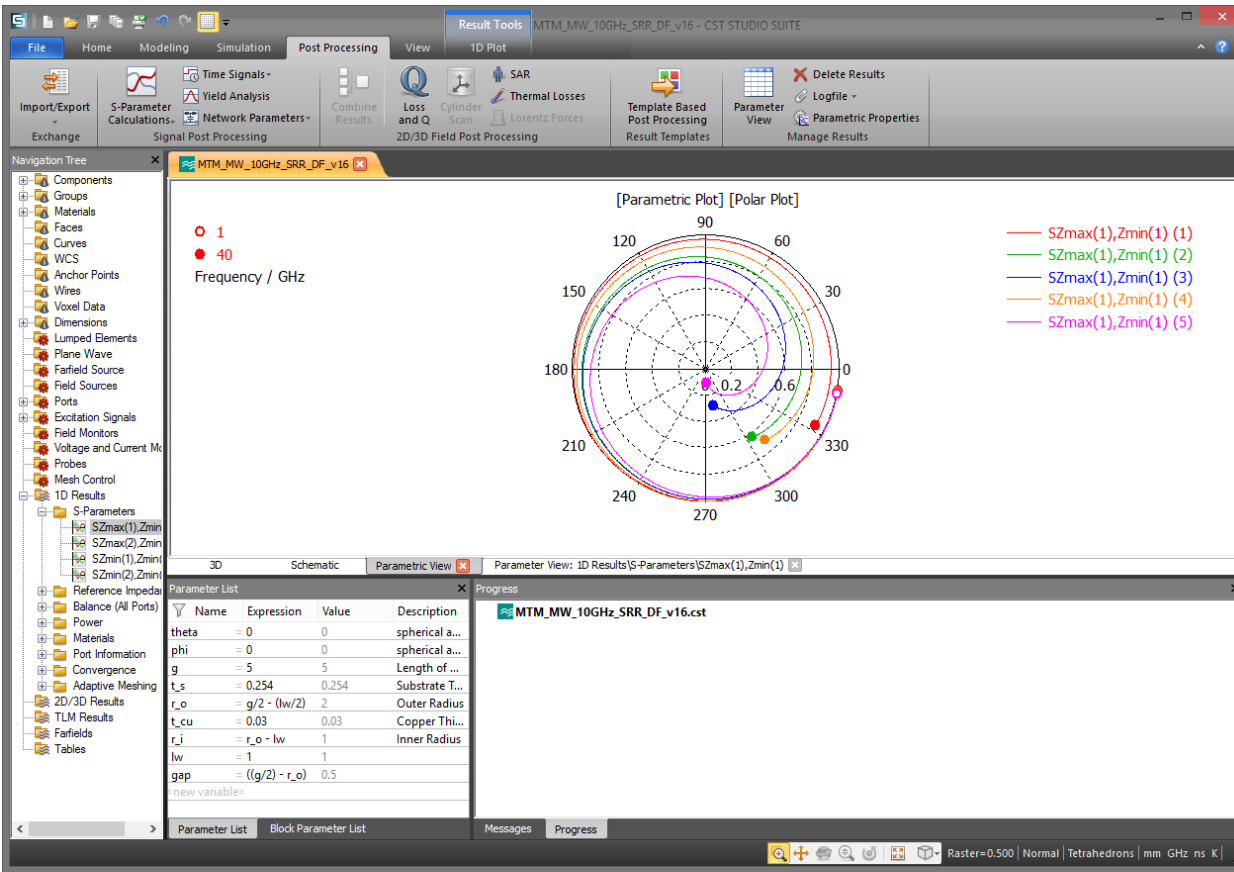 Result Tools
MTM_MW_10GHz_SRR_DF_v16 - CST STUDIO SUITE
File Home Modeling Simulation Post Processing View 1D Plot
Import/Export
Exchange
S-Parameter Calculations
Time Signals
Yield Analysis
Network Parameters
Signal Post Processing
Combine Results
Loss and Q
Cylinder Scan
SAR
Thermal Losses
Lorentz Forces
2D/3D Field Post Processing
Template Based Post Processing
Result Templates
Parameter View
Delete Results
Logfile
Parametric Properties
Manage Results
Navigation Tree
Components
Groups
Materials
Faces
Curves
WCS
Anchor Points
Wires
Voxel Data
Dimensions
Lumped Elements
Plane Wave
Farfield Source
Field Sources
Ports
Excitation Signals
Field Monitors
Voltage and Current Mo
Probes
Mesh Control
1D Results
S-Parameters
SZmax(1),Zmin
SZmax(2),Zmin
SZmin(1),Zmin(
SZmin(2),Zmin(
Reference Impedan
Balance (All Ports)
Power
Materials
Port Information
Convergence
Adaptive Meshing
2D/3D Results
TLM Results
Farfields
Tables
MTM_MW_10GHz_SRR_DF_v16
[Parametric Plot] [Polar Plot]
1
40
Frequency / GHz
90
120 60
150 30
180 0
0 0.2 0.6
210 330
240 300
270
SZmax(1),Zmin(1) (1)
SZmax(1),Zmin(1) (2)
SZmax(1),Zmin(1) (3)
SZmax(1),Zmin(1) (4)
SZmax(1),Zmin(1) (5)
3D Schematic Parametric View Parameter View: 1D Results\S-Parameters\SZmax(1),Zmin(1)
Parameter List
Name Expression Value Description
theta = 0 0 spherical a...
phi = 0 0 spherical a...
g = 5 5 Length of ...
t_s = 0.254 0.254 Substrate T...
r_o = g/2 - (lw/2) 2 Outer Radius
t_cu = 0.03 0.03 Copper Thi...
r_i = r_o - lw 1 Inner Radius
lw = 1 1
gap = ((g/2) - r_o) 0.5
<new variable>
Parameter List Block Parameter List
Progress
MTM_MW_10GHz_SRR_DF_v16.cst
Messages Progress
Raster=0.500 Normal Tetrahedrons mm GHz ns K